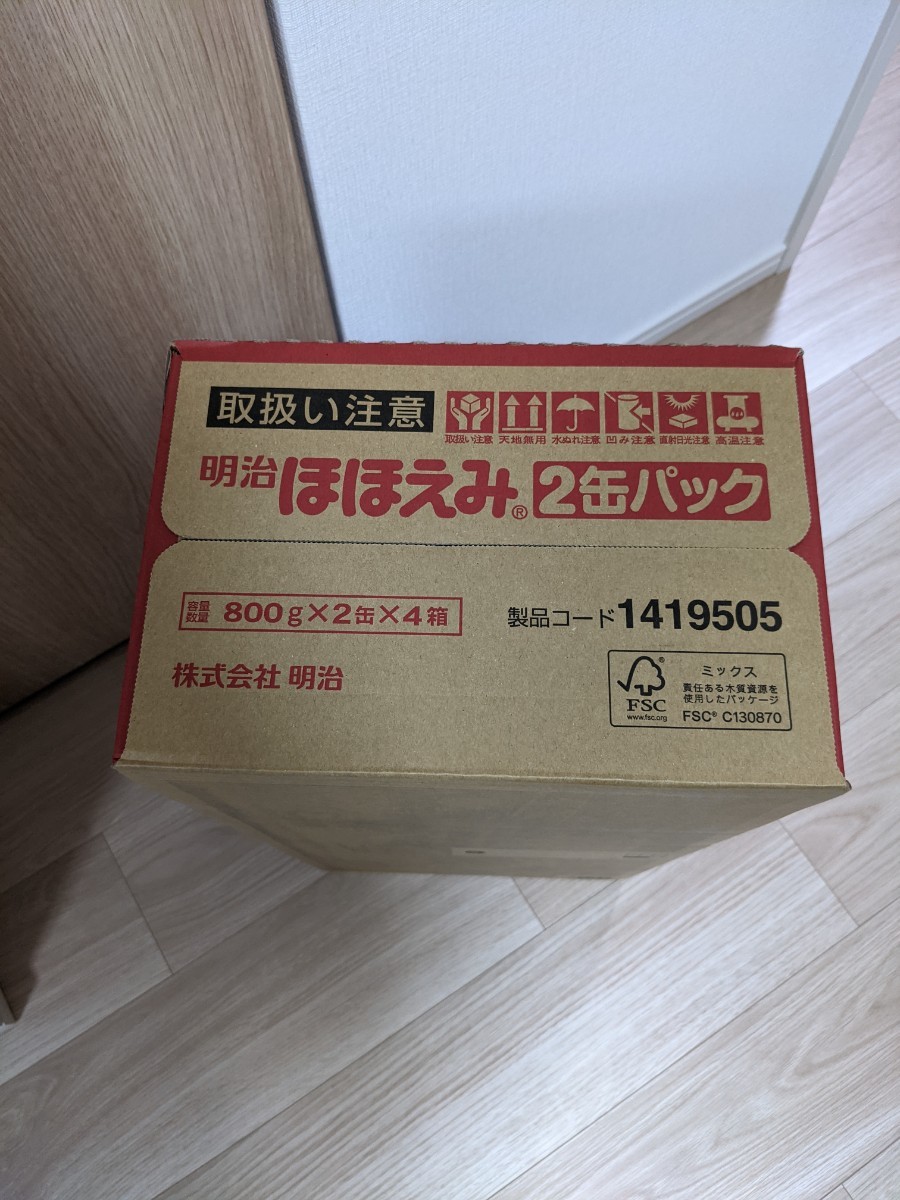 取扱い注意
取扱い注意 天地無用 水ぬれ注意 凹み注意 直射日光注意 高温注意
明治 ほほえみ® 2缶パック
容量
数量 800g×2缶×4箱
製品コード1419505
株式会社 明治
FSC
www.fsc.org
ミックス
責任ある木質資源を
使用したパッケージ
FSC® C130870